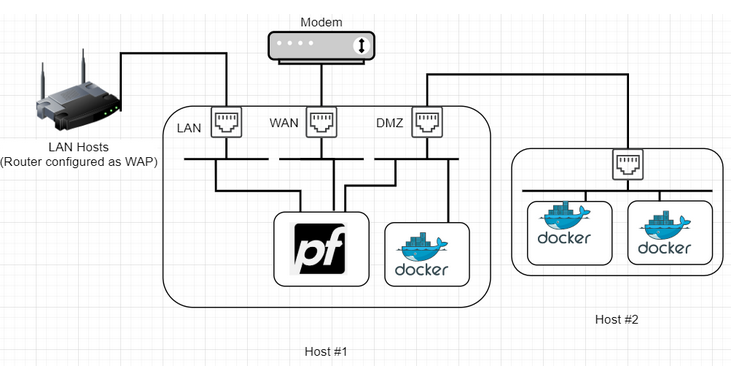 Modem
LAN
WAN
DMZ
LAN Hosts
(Router configured as WAP)
pf
docker
docker
docker
Host #2
Host #1